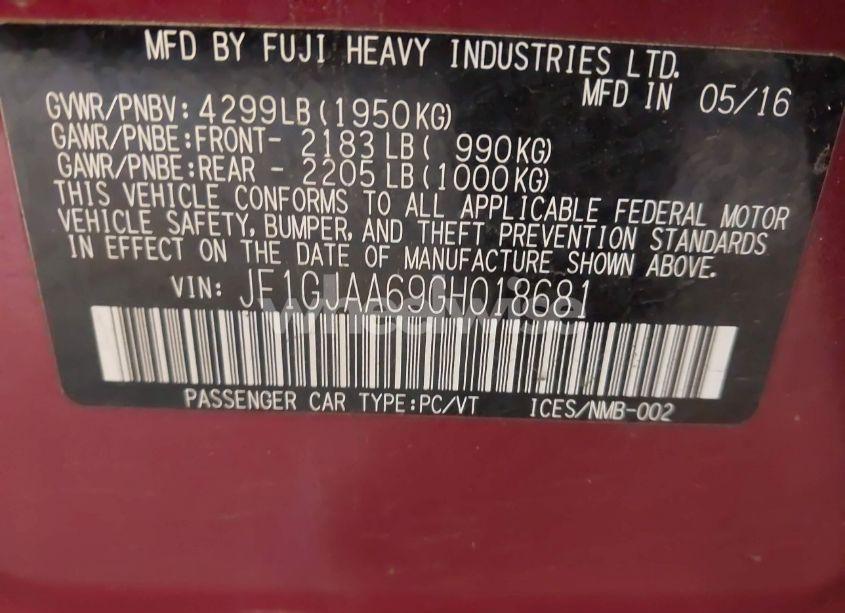 MFD BY FUJI HEAVY INDUSTRIES LTD.
MFD IN 05/16
GVWR/PNBV: 4299LB(1950KG)
GAWR/PNBE:FRONT- 2183 LB( 990KG)
GAWR/PNBE:REAR - 2205 LB(1000KG)
THIS VEHICLE CONFORMS TO ALL APPLICABLE FEDERAL MOTOR
VEHICLE SAFETY, BUMPER, AND THEFT PREVENTION STANDARDS
IN EFFECT ON THE DATE OF MANUFACTURE SHOWN ABOVE.
VIN: JF1GJAA69GH018681
wheelwise
PASSENGER CAR TYPE:PC/VT ICES/NMB-002